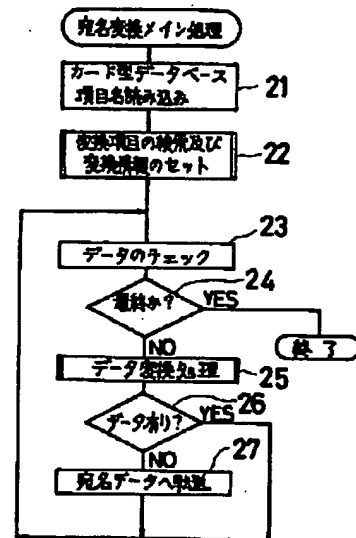 宛名変換メイン処理
カード型データベース
項目名読み込み
21
変換項目の検索及び
変換情報のセット
22
23
データのチェック
24
最終か?
YES
終了
NO
データ変換処理
25
26
データ有り?
YES
27
NO
宛名データへ転送